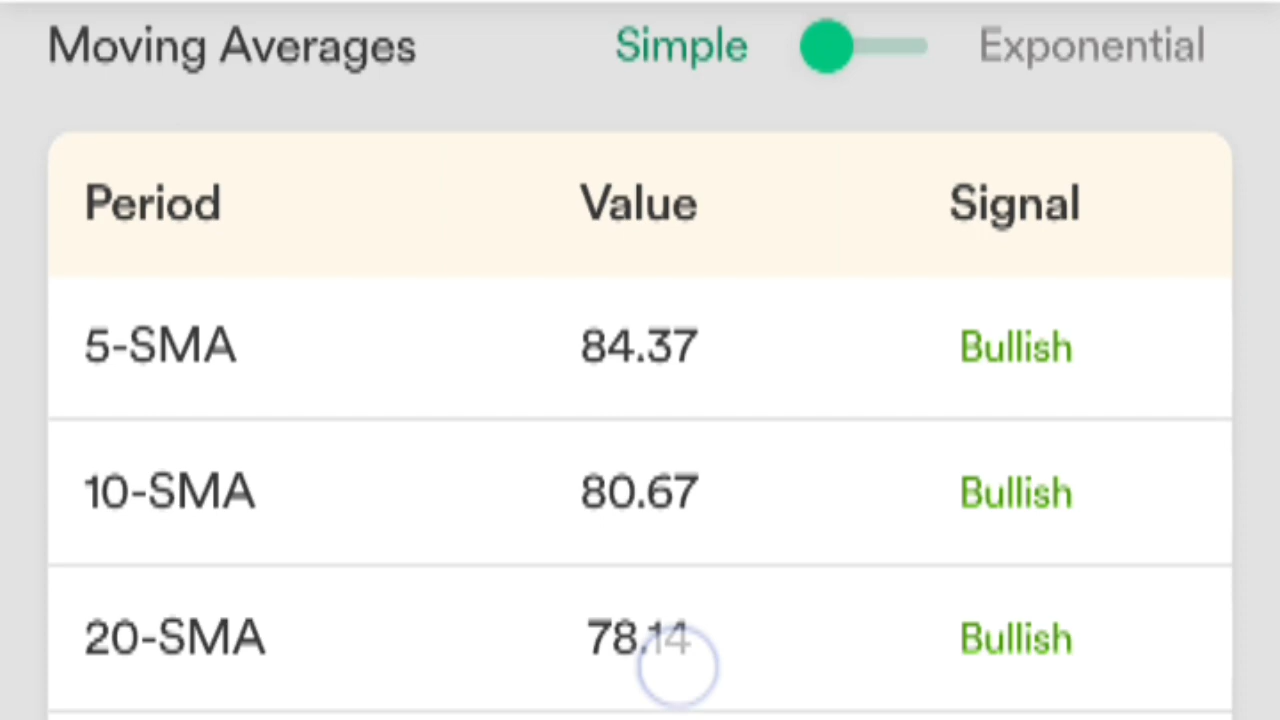 Moving Averages Simple Exponential
Period Value Signal
5-SMA 84.37 Bullish
10-SMA 80.67 Bullish
20-SMA 78.14 Bullish